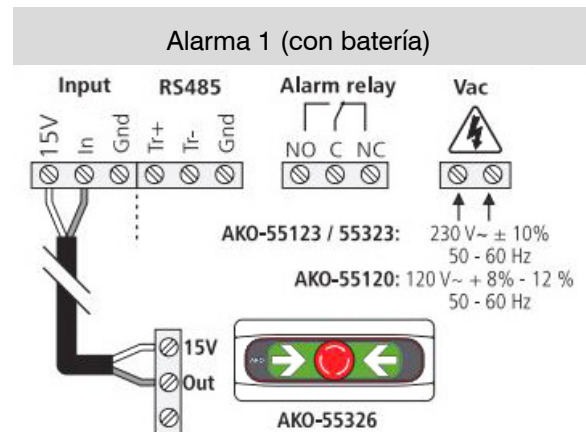 Alarma 1 (con batería)
Input RS485 Alarm relay Vac
15V In Gnd Tr+ Tr- Gnd
NO C NC
AKO-55123 / 55323: 230 V~ ± 10%
50 - 60 Hz
AKO-55120: 120 V~ + 8% - 12 %
50 - 60 Hz
15V
Out
AKO
AKO-55326